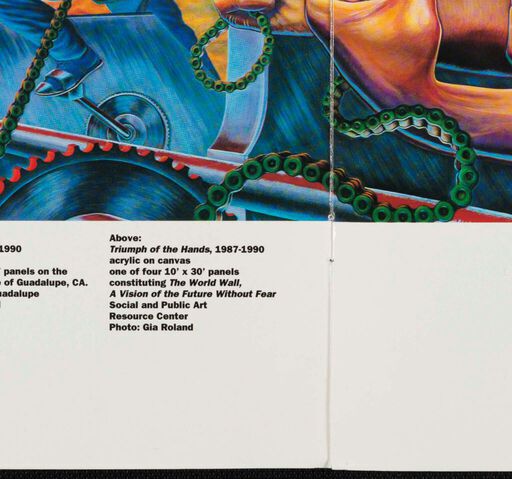 1990
panels on the
of Guadalupe, CA.
uadalupe
Above:
Triumph of the Hands, 1987-1990
acrylic on canvas
one of four 10' x 30' panels
constituting The World Wall,
A Vision of the Future Without Fear
Social and Public Art
Resource Center
Photo: Gia Roland